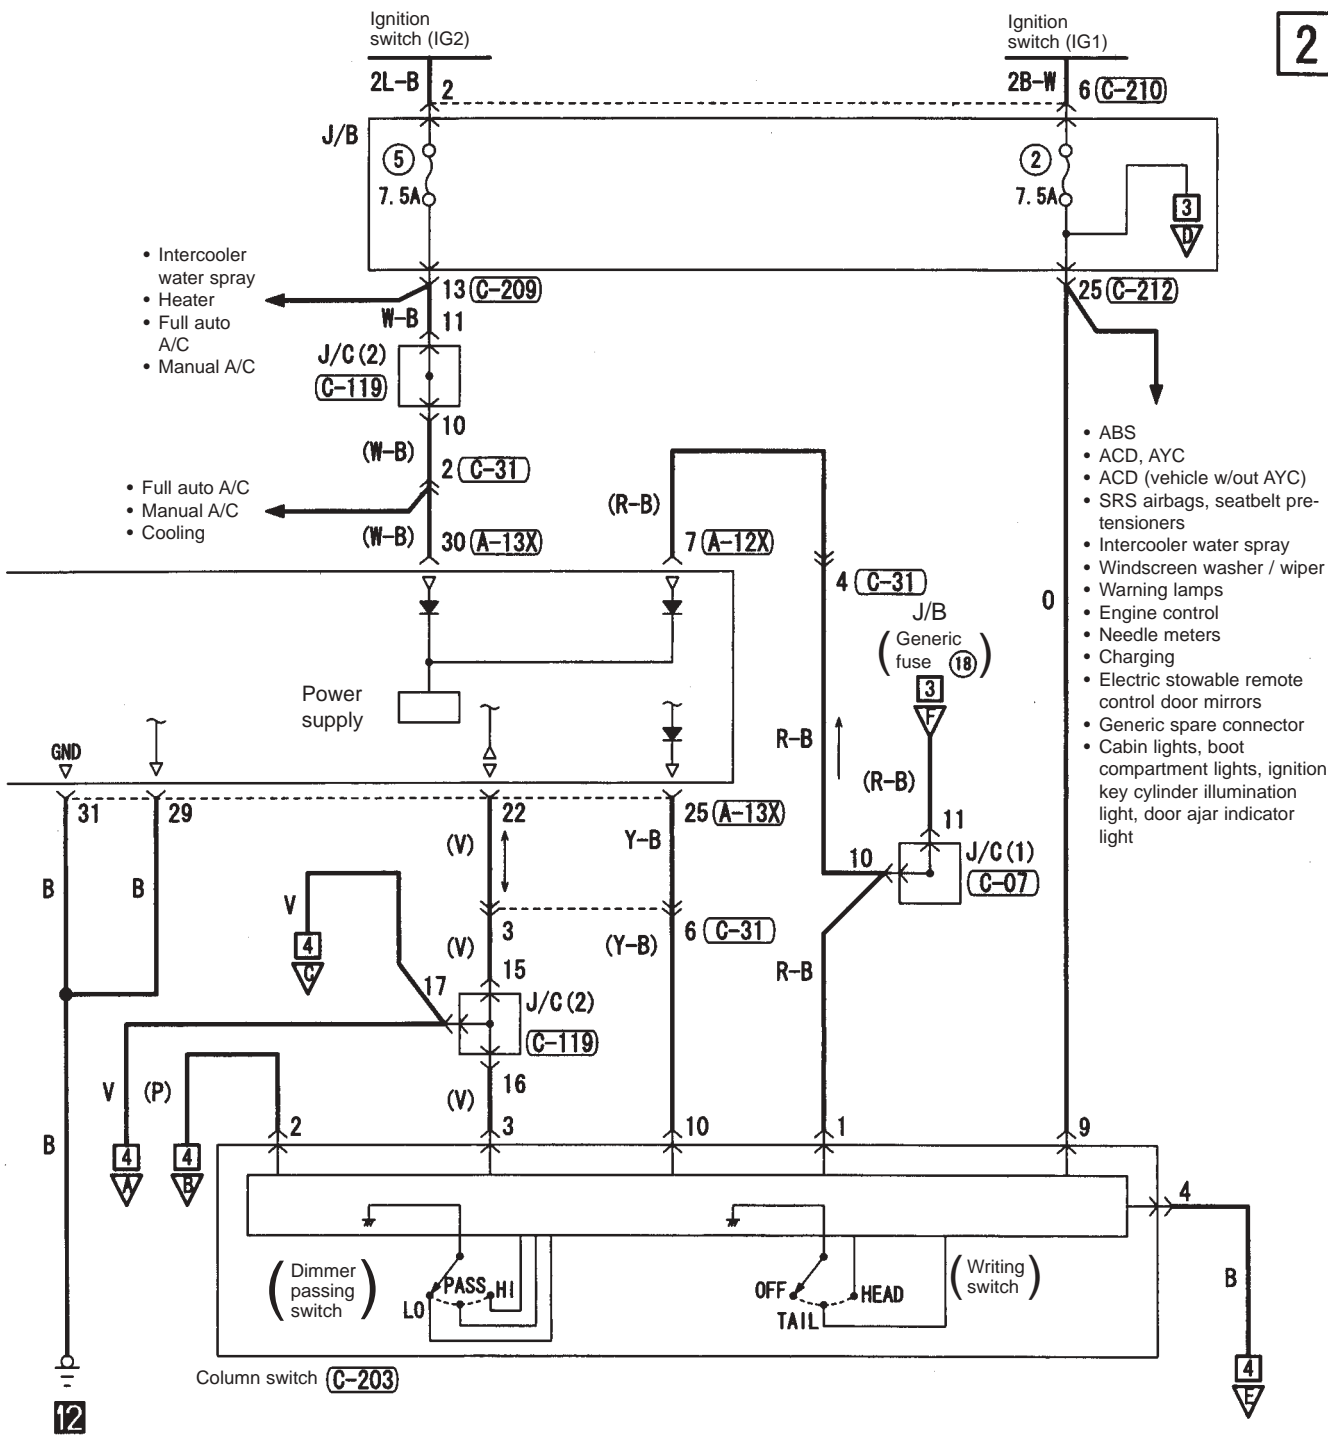 Ignition
switch (IG2)
Ignition
switch (IG1)
2
2L-B
2
2B-W
6
C-210
J/B
5
7.5A
2
7.5A
3
D
• Intercooler
water spray
• Heater
• Full auto
A/C
• Manual A/C
13
C-209
25
C-212
W-B
11
J/C(2)
C-119
10
(W-B)
2
C-31
• Full auto A/C
• Manual A/C
• Cooling
(W-B)
30
A-13X
(R-B)
7
A-12X
4
C-31
• ABS
• ACD, AYC
• ACD (vehicle w/out AYC)
• SRS airbags, seatbelt pre-
tensioners
• Intercooler water spray
• Windscreen washer / wiper
• Warning lamps
• Engine control
• Needle meters
• Charging
• Electric stowable remote
control door mirrors
• Generic spare connector
• Cabin lights, boot
compartment lights, ignition
key cylinder illumination
light, door ajar indicator
light
O
J/B
(Generic
fuse 18)
3
F
Power
supply
R-B
(R-B)
GND
31
29
22
25
A-13X
11
(V)
Y-B
10
J/C(1)
C-07
B
B
V
4
C
3
6
C-31
(V)
(Y-B)
R-B
17
15
J/C(2)
C-119
16
V
(P)
(V)
B
2
3
10
1
9
4
A
4
B
4
(Dimmer
passing
switch)
PASS
HI
LO
OFF
HEAD
TAIL
(Writing
switch)
B
Column switch
C-203
4
E
12